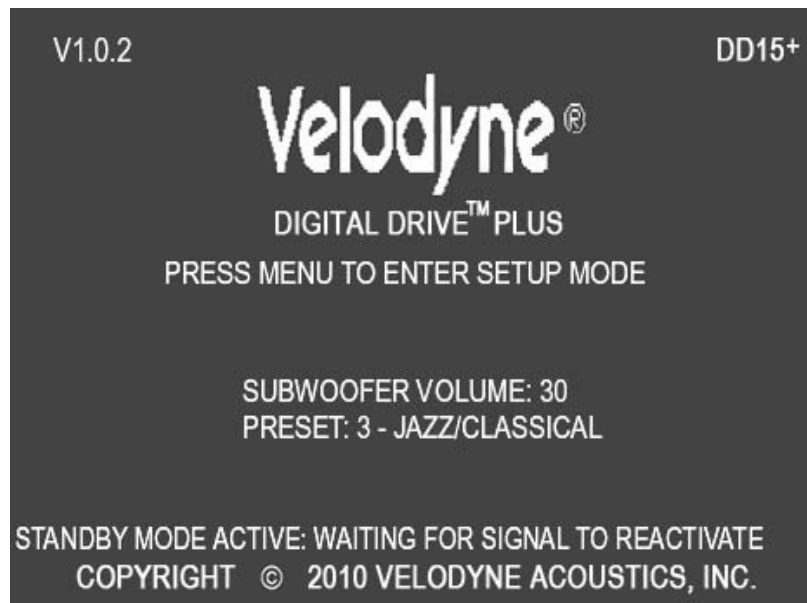 V1.0.2 DD15+
Velodyne ®
DIGITAL DRIVE™ PLUS
PRESS MENU TO ENTER SETUP MODE
SUBWOOFER VOLUME: 30
PRESET: 3 - JAZZ/CLASSICAL
STANDBY MODE ACTIVE: WAITING FOR SIGNAL TO REACTIVATE
COPYRIGHT © 2010 VELODYNE ACOUSTICS, INC.